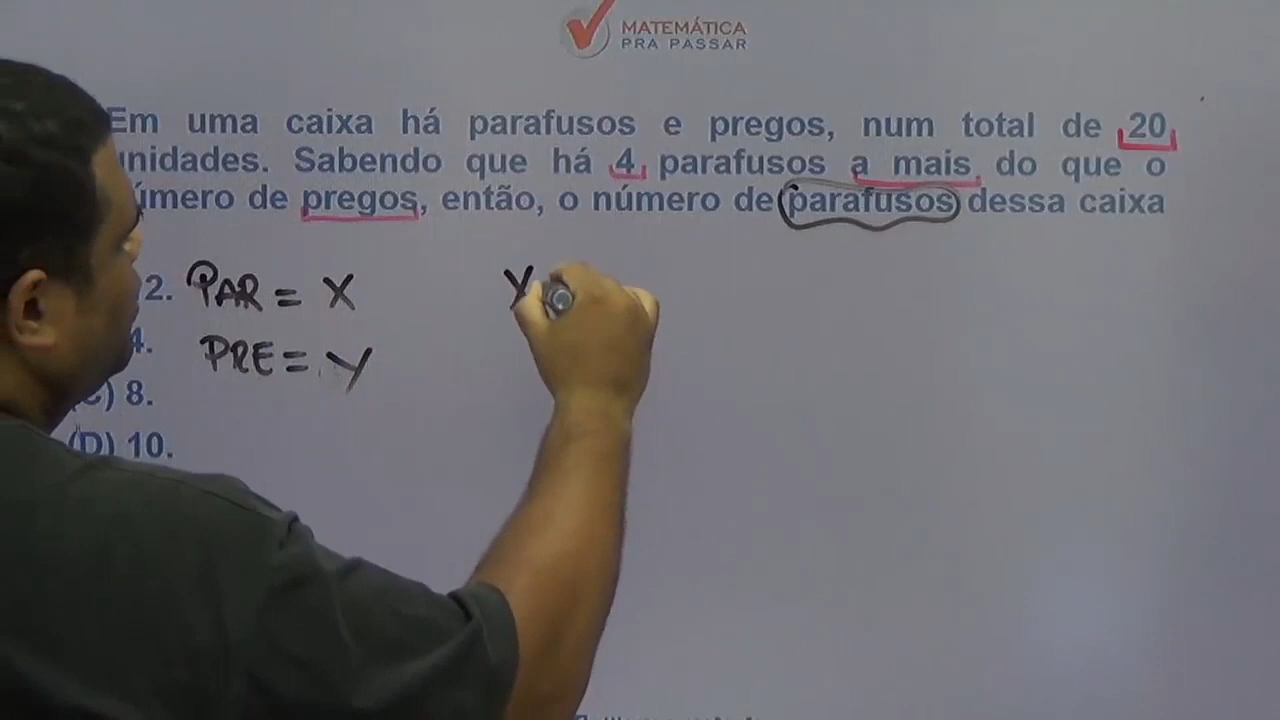 MATEMÁTICA
PRA PASSAR
Em uma caixa há parafusos e pregos, num total de 20
unidades. Sabendo que há 4 parafusos a mais do que o
número de pregos, então, o número de parafusos dessa caixa
2. PAR = X
4. PRE = Y
(C) 8.
(D) 10.